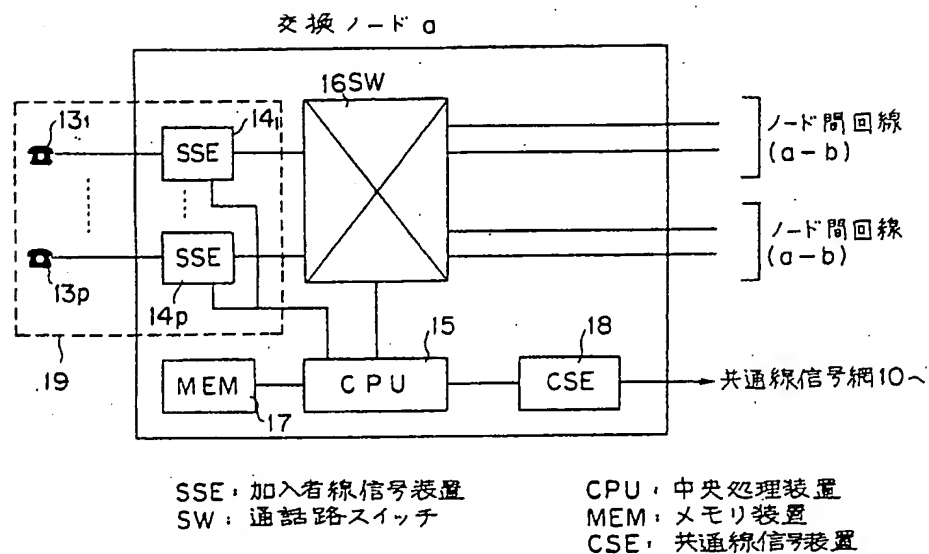 交換ノード a
16SW
13₁
14₁
SSE
ノード間回線
(a-b)
SSE
ノード間回線
(a-b)
13p
14p
15
18
19
MEM
CPU
CSE
共通線信号網10へ
17
SSE: 加入者線信号装置
CPU: 中央処理装置
SW: 通話路スイッチ
MEM: メモリ装置
CSE: 共通線信号装置